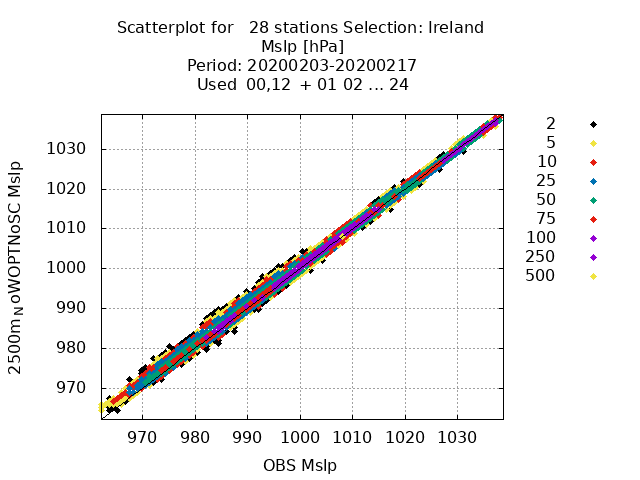 Scatterplot for 28 stations Selection: Ireland
Mslp [hPa]
Period: 20200203-20200217
Used 00,12 + 01 02 ... 24
2500mNoWOPTNoSC Mslp
1030
1020
1010
1000
990
980
970
970 980 990 1000 1010 1020 1030
OBS Mslp
2
5
10
25
50
75
100
250
500